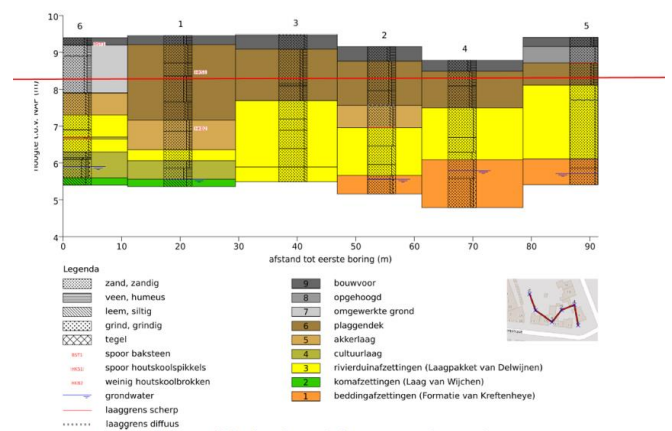 10
9
8
7
6
5
4
6
1
3
2
4
5
0
10
20
30
40
50
60
70
80
90
afstand tot eerste boring (m)
Legenda
zand, zandig
veen, humeus
leem, siltig
grind, grindig
tegel
spoor baksteen
spoor houtskoolspikkels
weinig houtskoolbrokken
grondwater
laaggrens scherp
laaggrens diffuus
9 bouwvoor
8 opgehoogd
7 omgewerkte grond
6 plaggendek
5 akkerlaag
4 cultuurlaag
3 rivierduinafzettingen (Laagpakket van Delwijnen)
2 komafzettingen (Laag van Wijchen)
1 beddingafzettingen (Formatie van Kreftenheye)